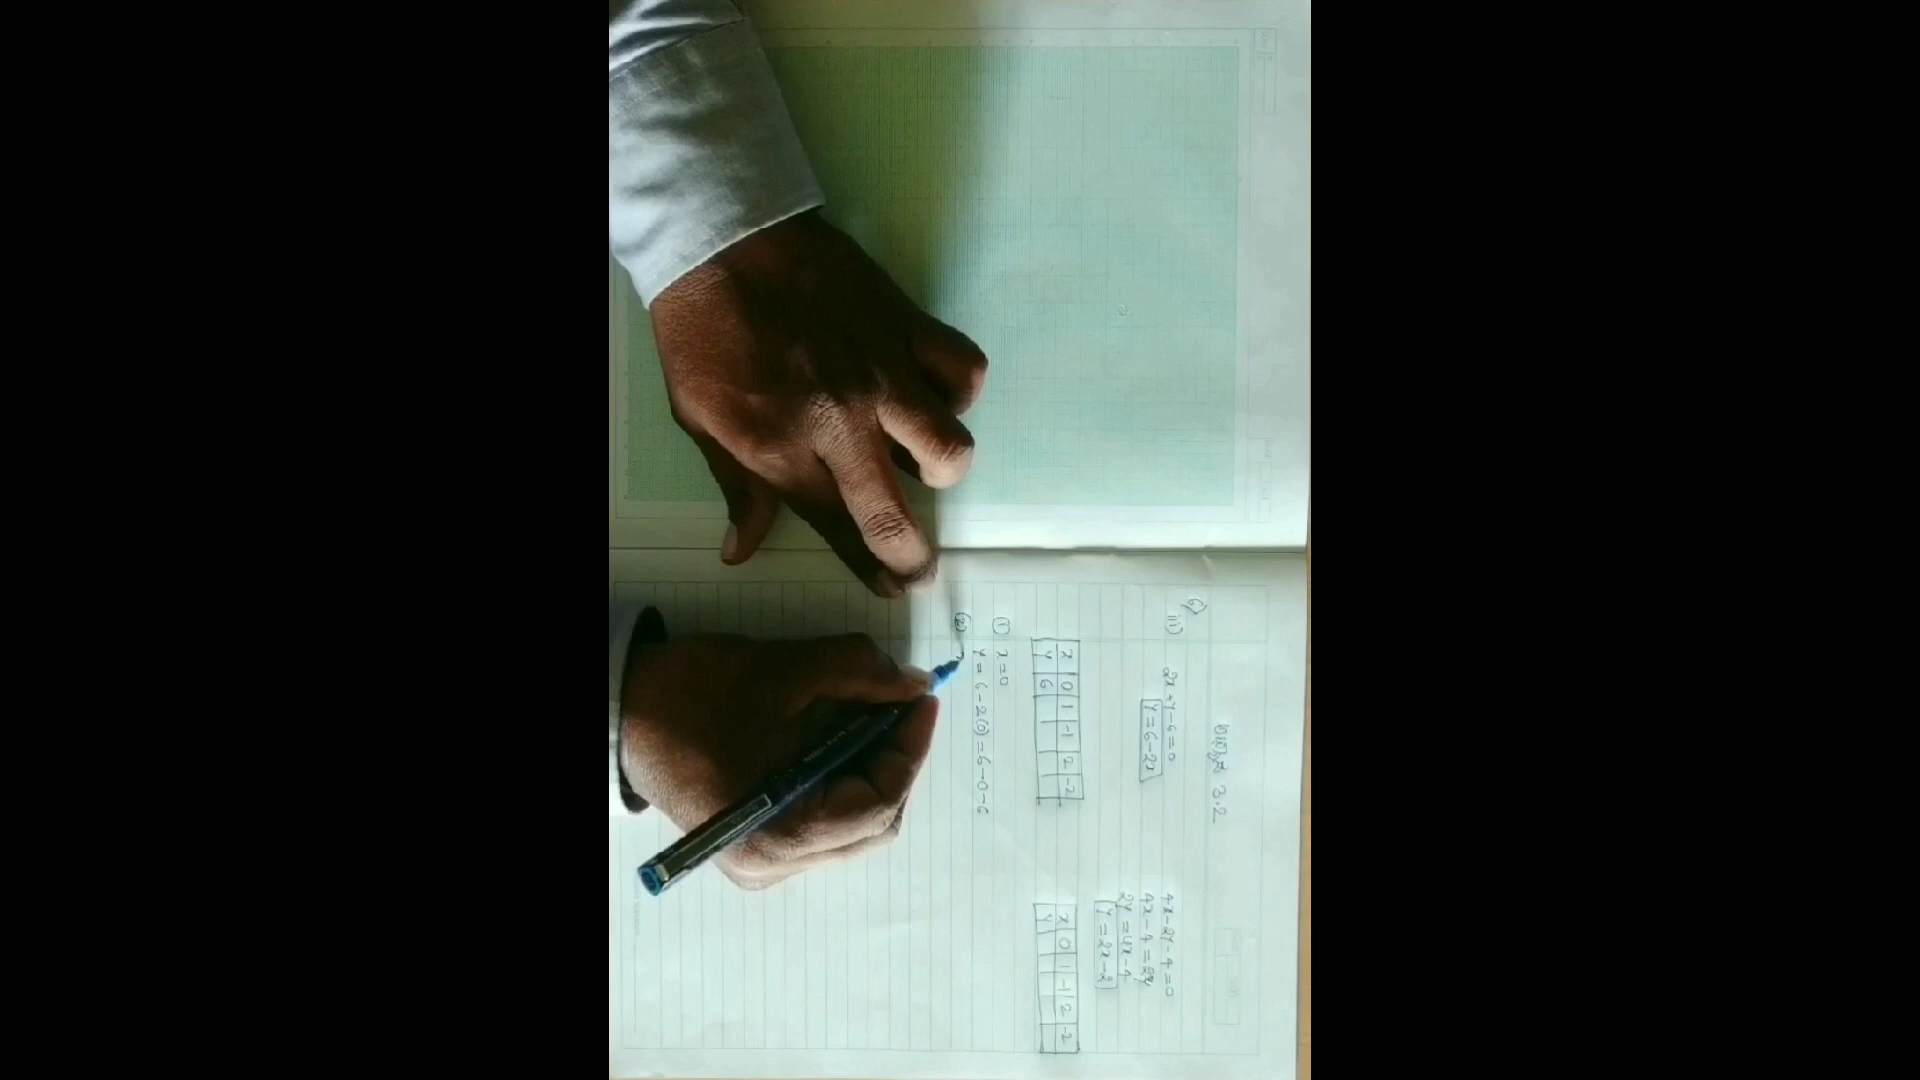 3.2
6)
iii)
2x+y-6=0
y=6-2x
4x-2y-4=0
4x-4=2y
2y=4x-4
y=2x-2
x 0 1 -1 2 -2
y 6
x 0 1 -1 2 -2
y
(1) x=0
y=6-2(0)=6-0=6
(2)